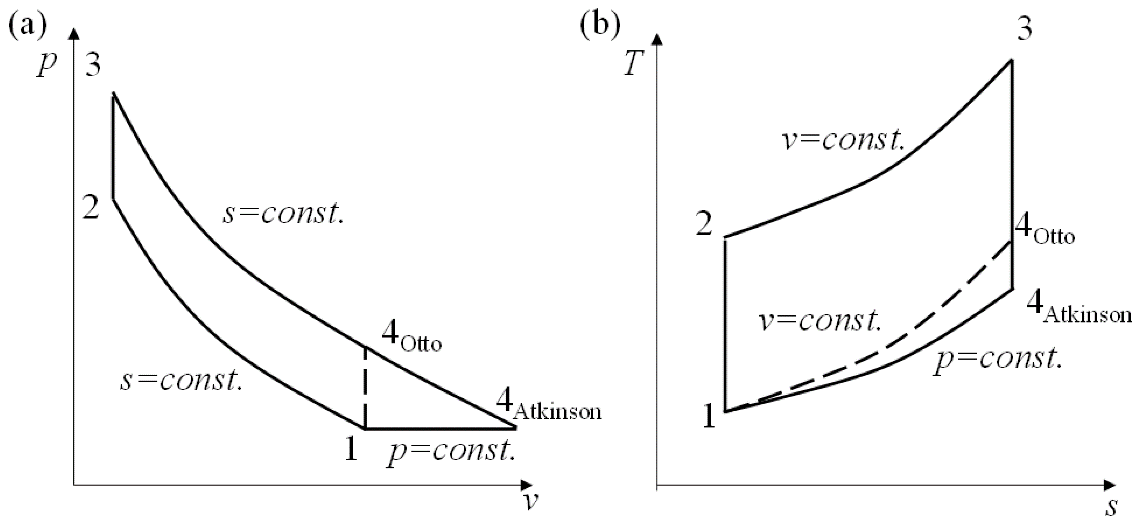 (a)
p
3
2
s=const.
s=const.
4Otto
4Atkinson
1
p=const.
v
(b)
T
3
v=const.
2
4Otto
v=const.
4Atkinson
p=const.
1
s